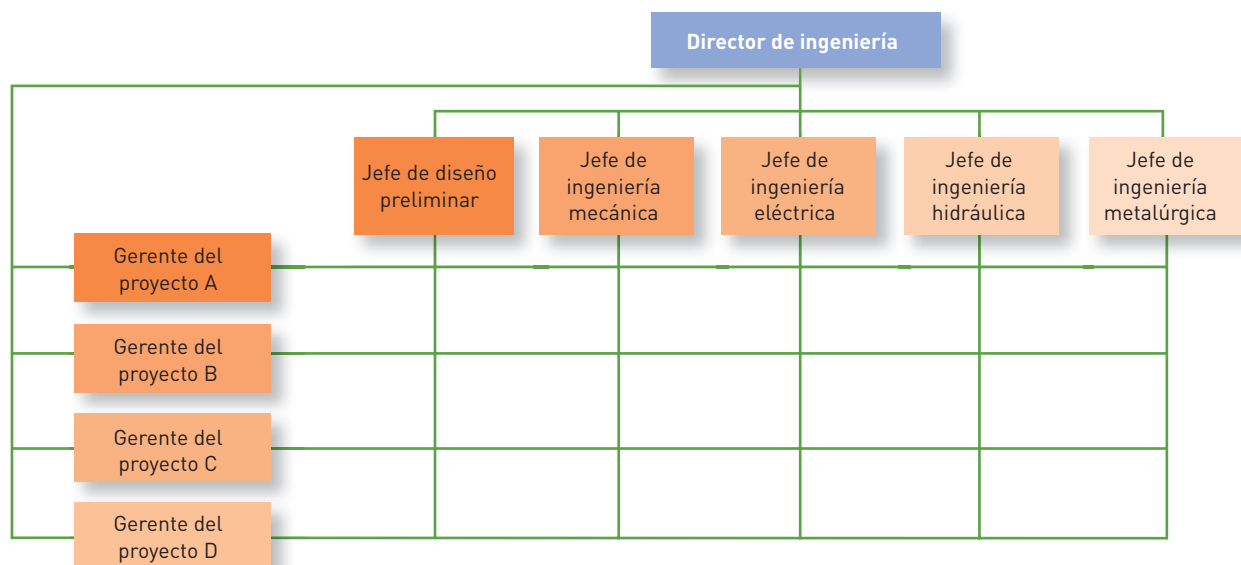 Director de ingeniería
Jefe de diseño
preliminar
Jefe de
ingeniería
mecánica
Jefe de
ingeniería
eléctrica
Jefe de
ingeniería
hidráulica
Jefe de
ingeniería
metalúrgica
Gerente del
proyecto A
Gerente del
proyecto B
Gerente del
proyecto C
Gerente del
proyecto D